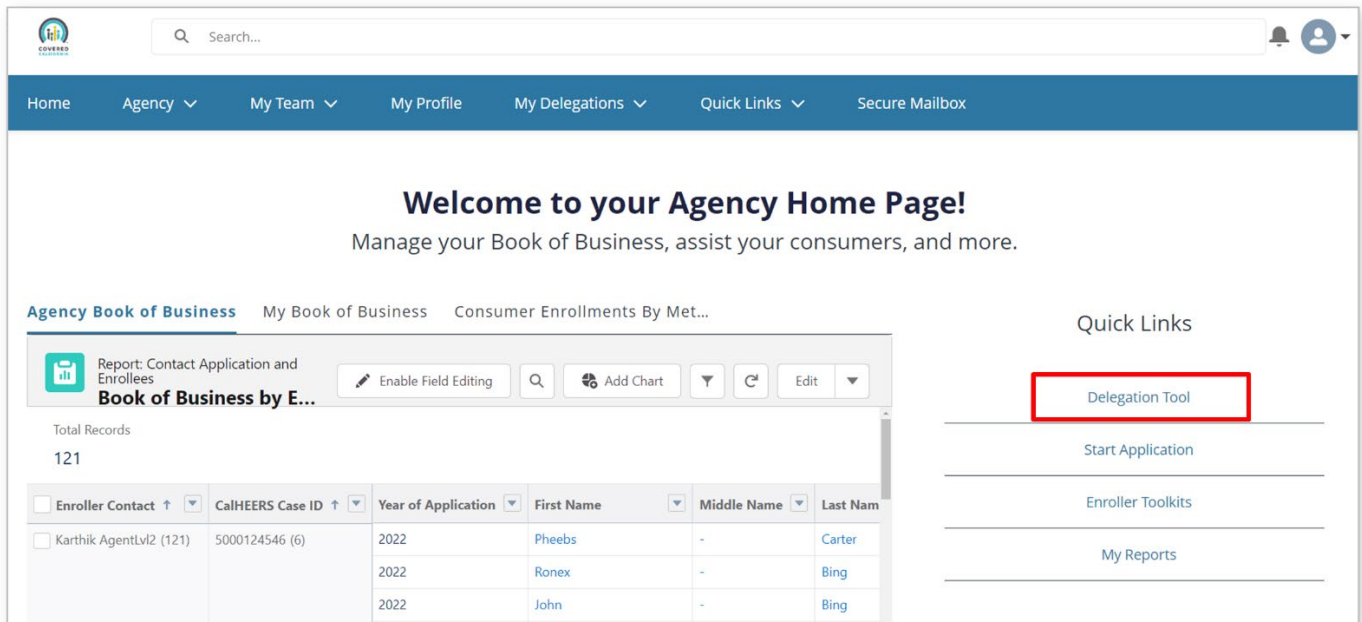 COVERED
CALIFORNIA
Search...
Home Agency My Team My Profile My Delegations Quick Links Secure Mailbox
Welcome to your Agency Home Page!
Manage your Book of Business, assist your consumers, and more.
Agency Book of Business My Book of Business Consumer Enrollments By Met...
Quick Links
Report: Contact Application and
Enrollees
Book of Business by E...
Enable Field Editing Add Chart Edit
Delegation Tool
Total Records
121
Start Application
Enroller Contact ↑ CalHEERS Case ID ↑ Year of Application First Name Middle Name Last Nam
Enroller Toolkits
Karthik AgentLvl2 (121) 5000124546 (6) 2022 Pheebs - Carter
My Reports
2022 Ronex - Bing
2022 John - Bing